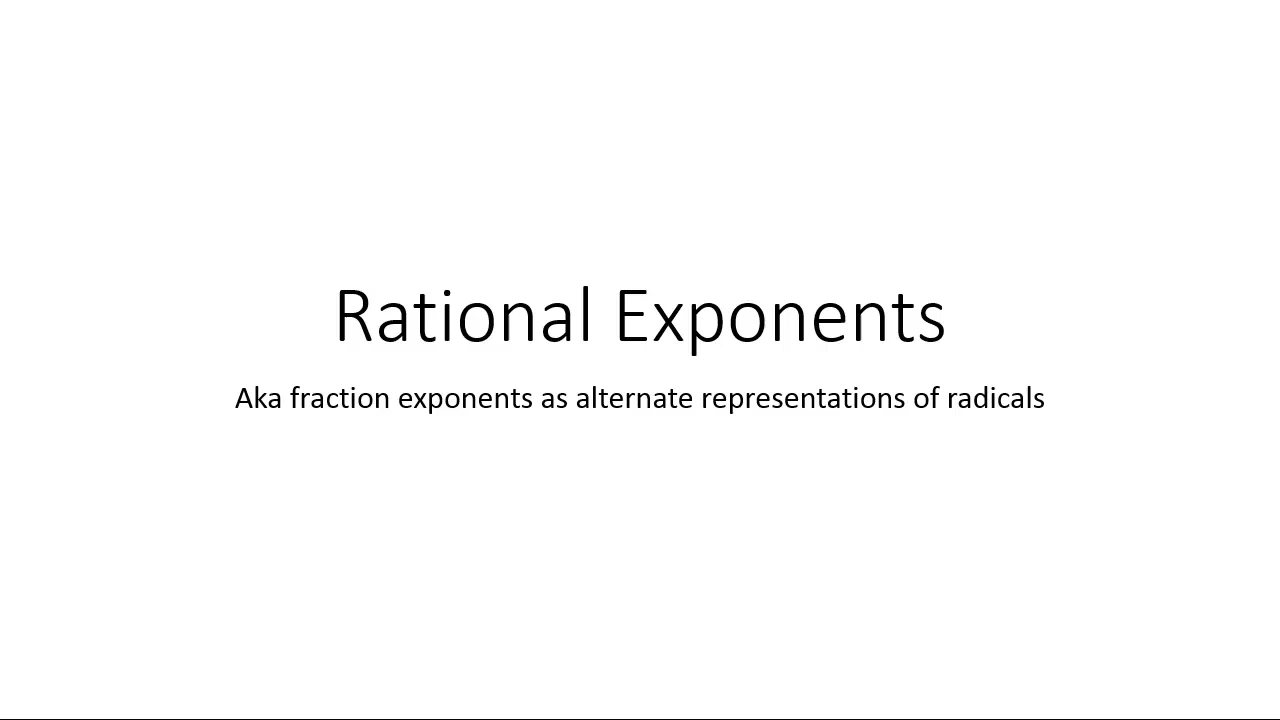 Rational Exponents
Aka fraction exponents as alternate representations of radicals